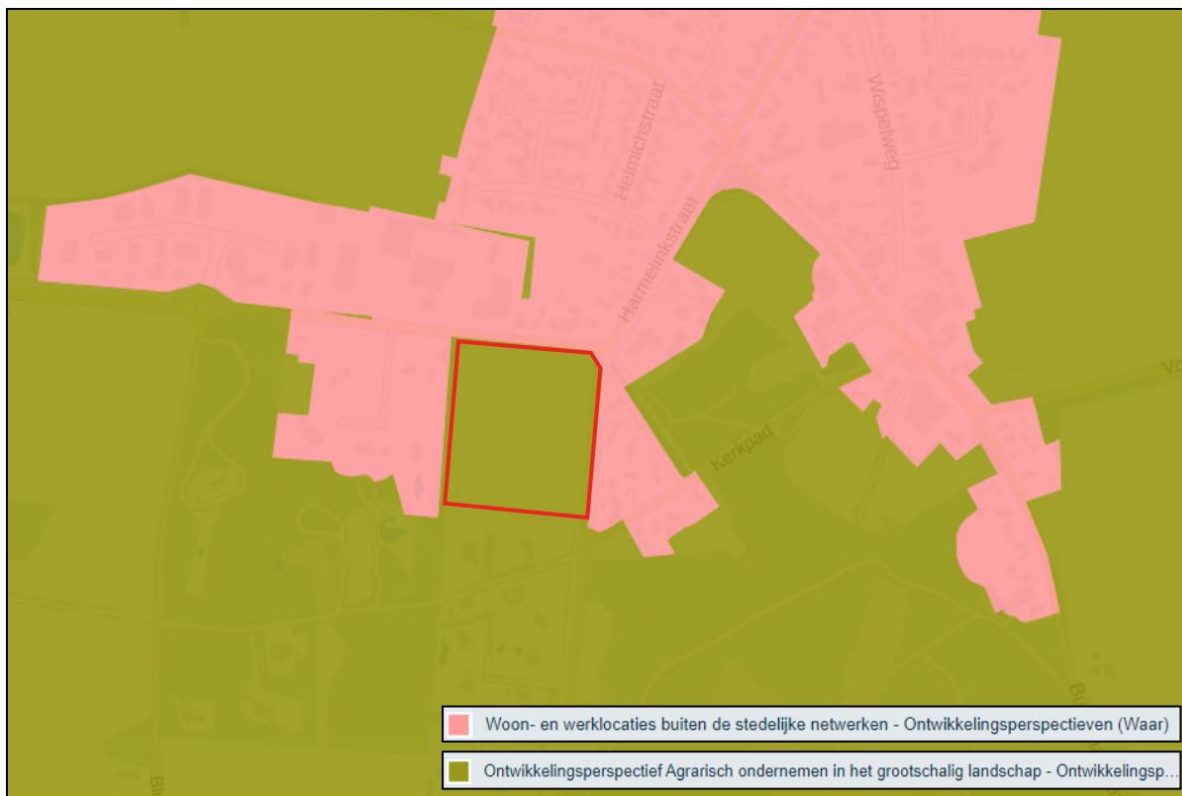 Helmichstraat
Wispelweg
Harmelinkstraat
Kerkpad
Woon- en werklocaties buiten de stedelijke netwerken - Ontwikkelingsperspectieven (Waar)
Ontwikkelingsperspectief Agrarisch ondernemen in het grootschalig landschap - Ontwikkelingsp...